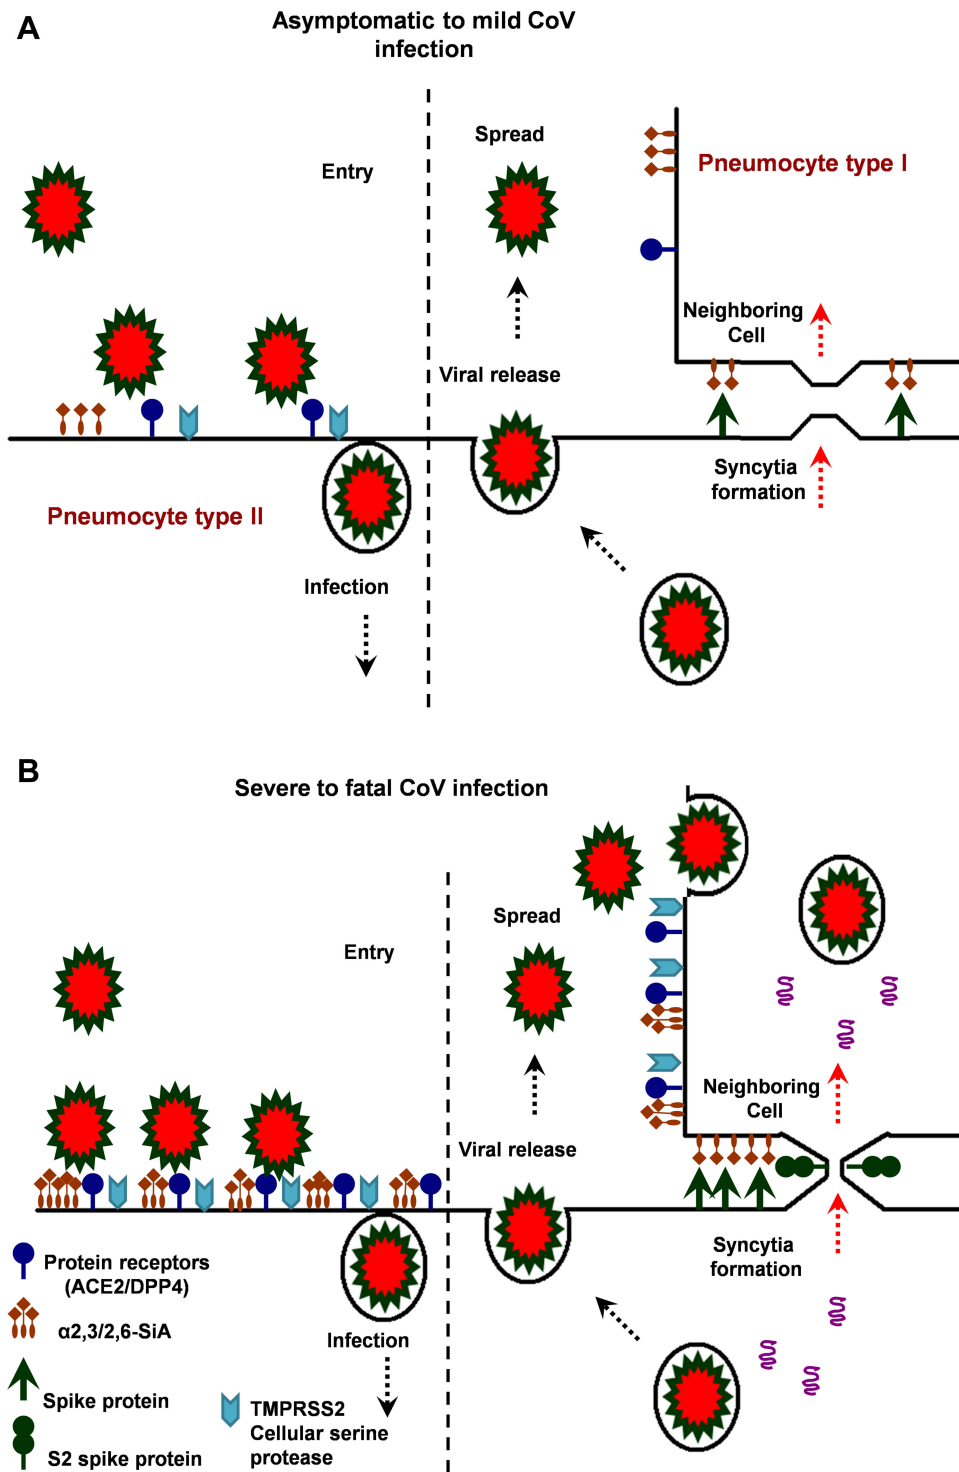 A
Asymptomatic to mild CoV
infection
Spread
Entry
Pneumocyte type I
Neighboring
Cell
Viral release
Syncytia
formation
Pneumocyte type II
Infection
B
Severe to fatal CoV infection
Spread
Entry
Neighboring
Cell
Viral release
Syncytia
formation
Protein receptors
(ACE2/DPP4)
α2,3/2,6-SiA
Infection
Spike protein
S2 spike protein
TMPRSS2
Cellular serine
protease